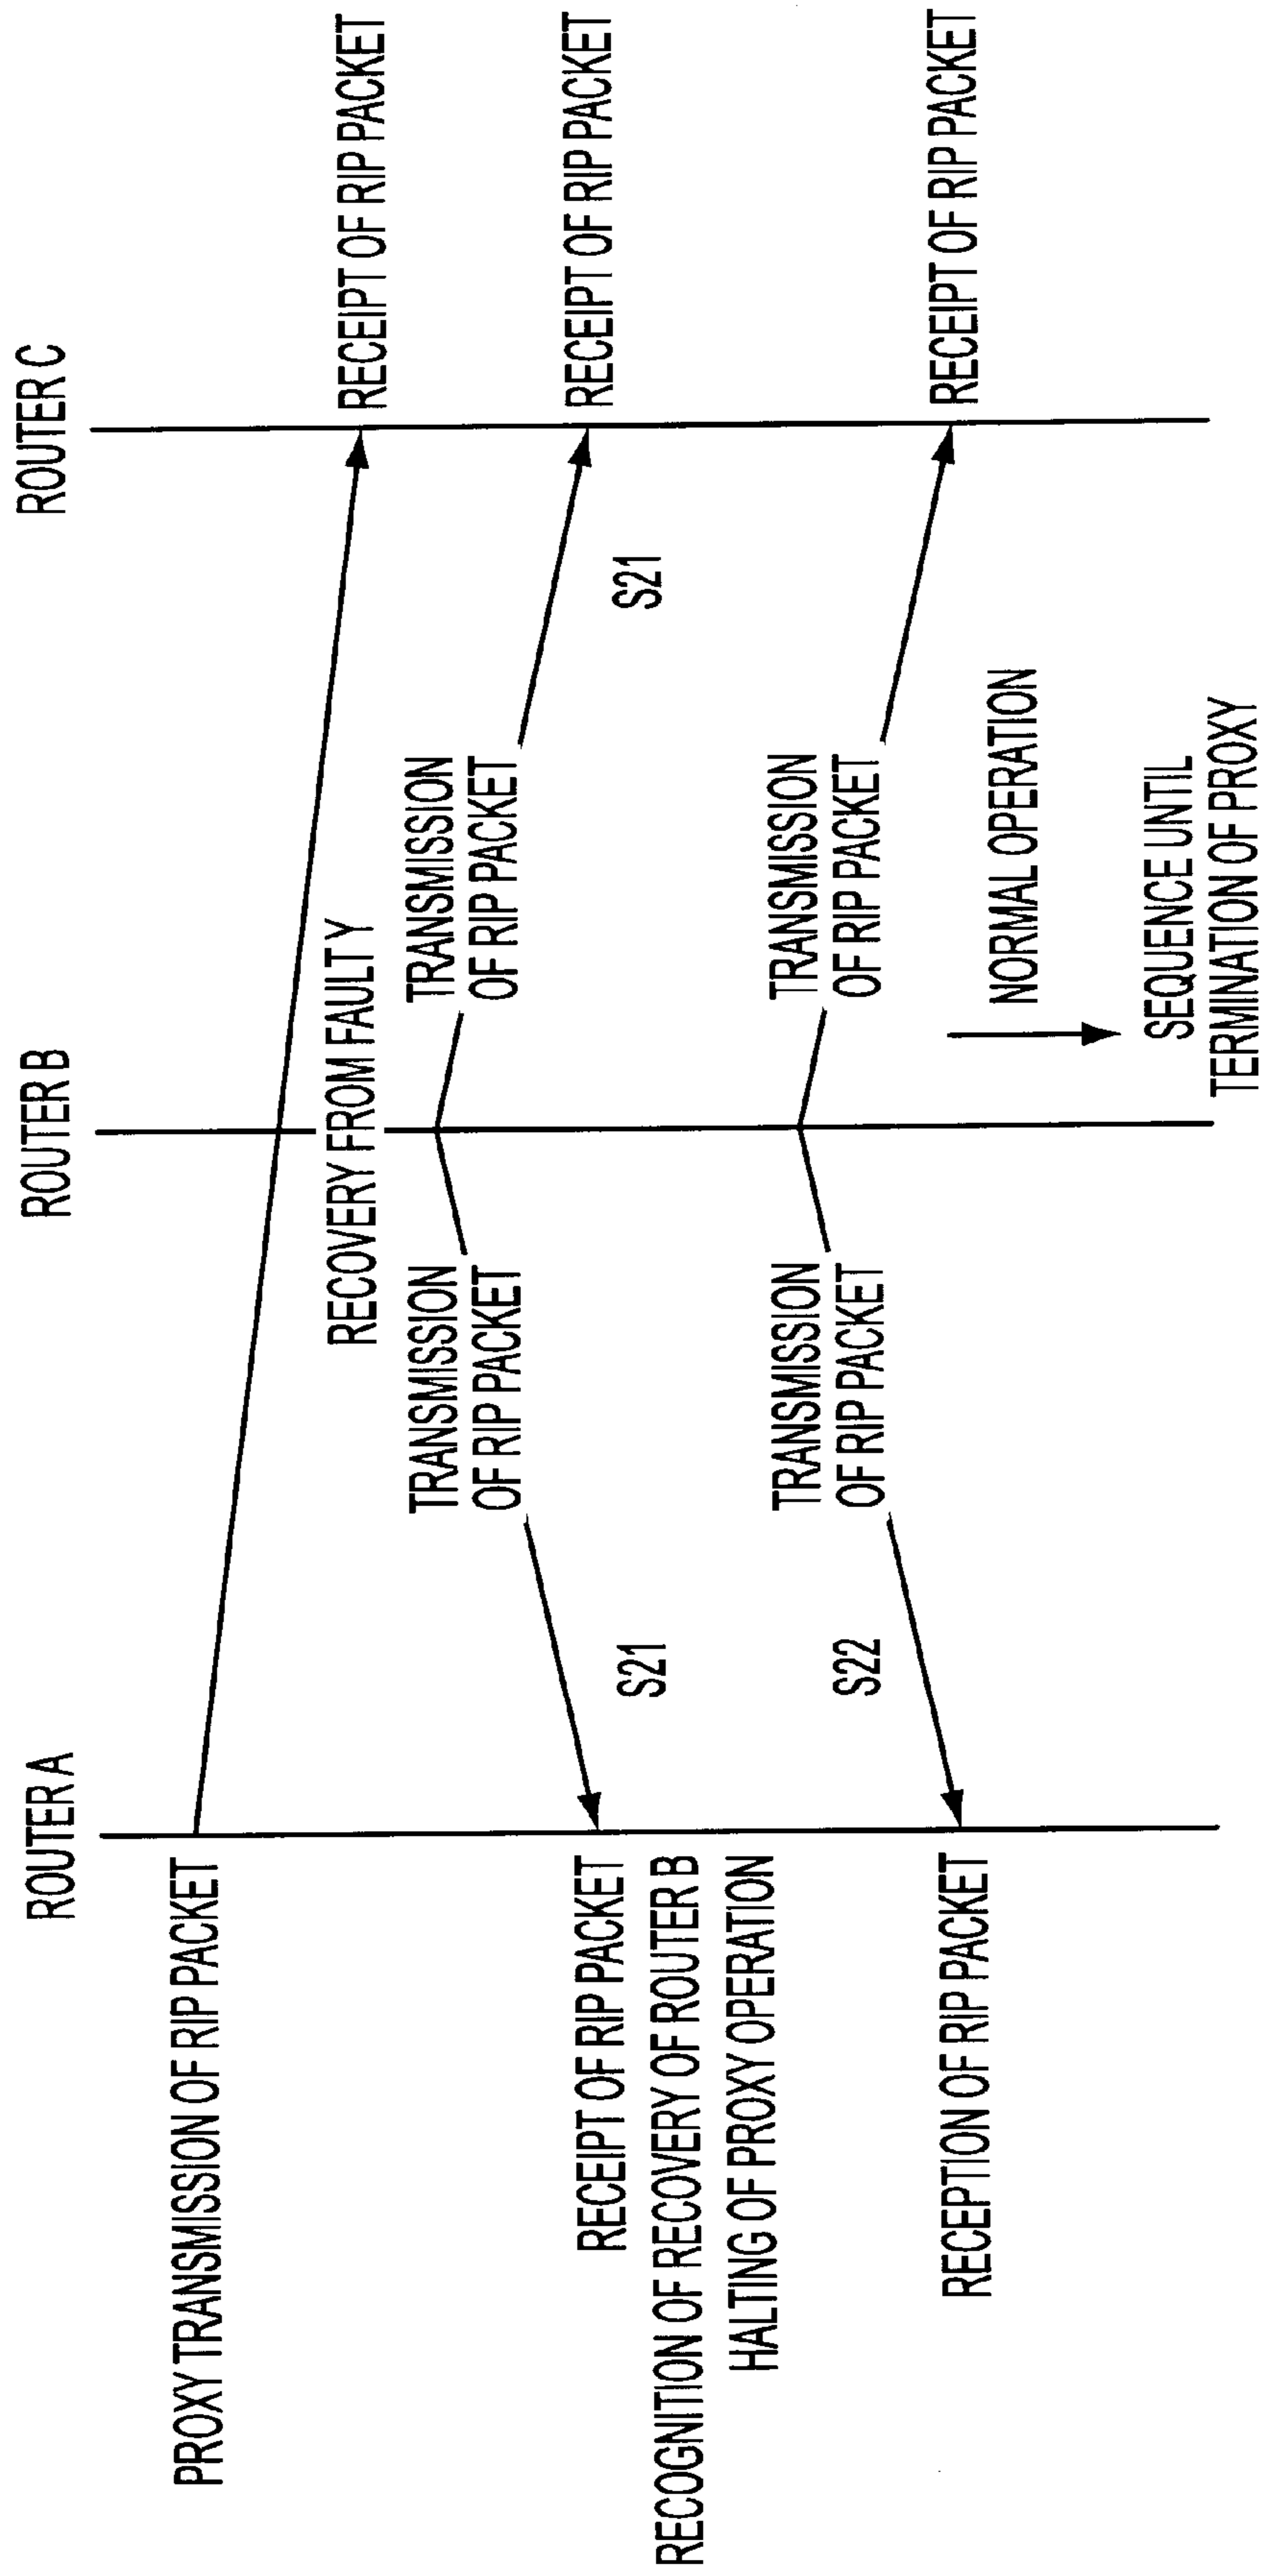 ROUTER A
ROUTER B
ROUTER C
PROXY TRANSMISSION OF RIP PACKET
RECEIPT OF RIP PACKET
RECOVERY FROM FAULTY
TRANSMISSION
OF RIP PACKET
TRANSMISSION
OF RIP PACKET
RECEIPT OF RIP PACKET
RECEIPT OF RIP PACKET
S21
S21
RECOGNITION OF RECOVERY OF ROUTER B
HALTING OF PROXY OPERATION
TRANSMISSION
OF RIP PACKET
TRANSMISSION
OF RIP PACKET
S22
RECEPTION OF RIP PACKET
RECEIPT OF RIP PACKET
NORMAL OPERATION
SEQUENCE UNTIL
TERMINATION OF PROXY